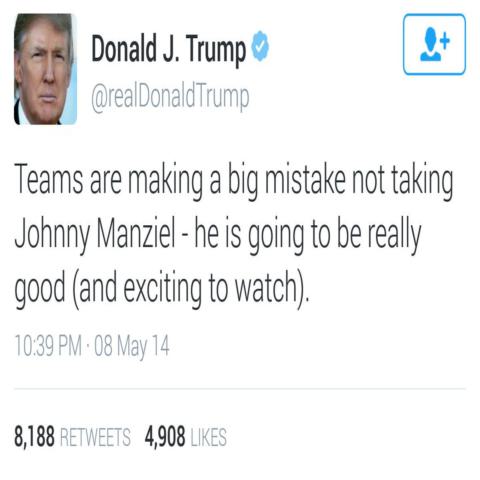 Donald J. Trump
@realDonaldTrump
Teams are making a big mistake not taking
Johnny Manziel - he is going to be really
good (and exciting to watch).
10:39 PM · 08 May 14
8,188 RETWEETS 4,908 LIKES